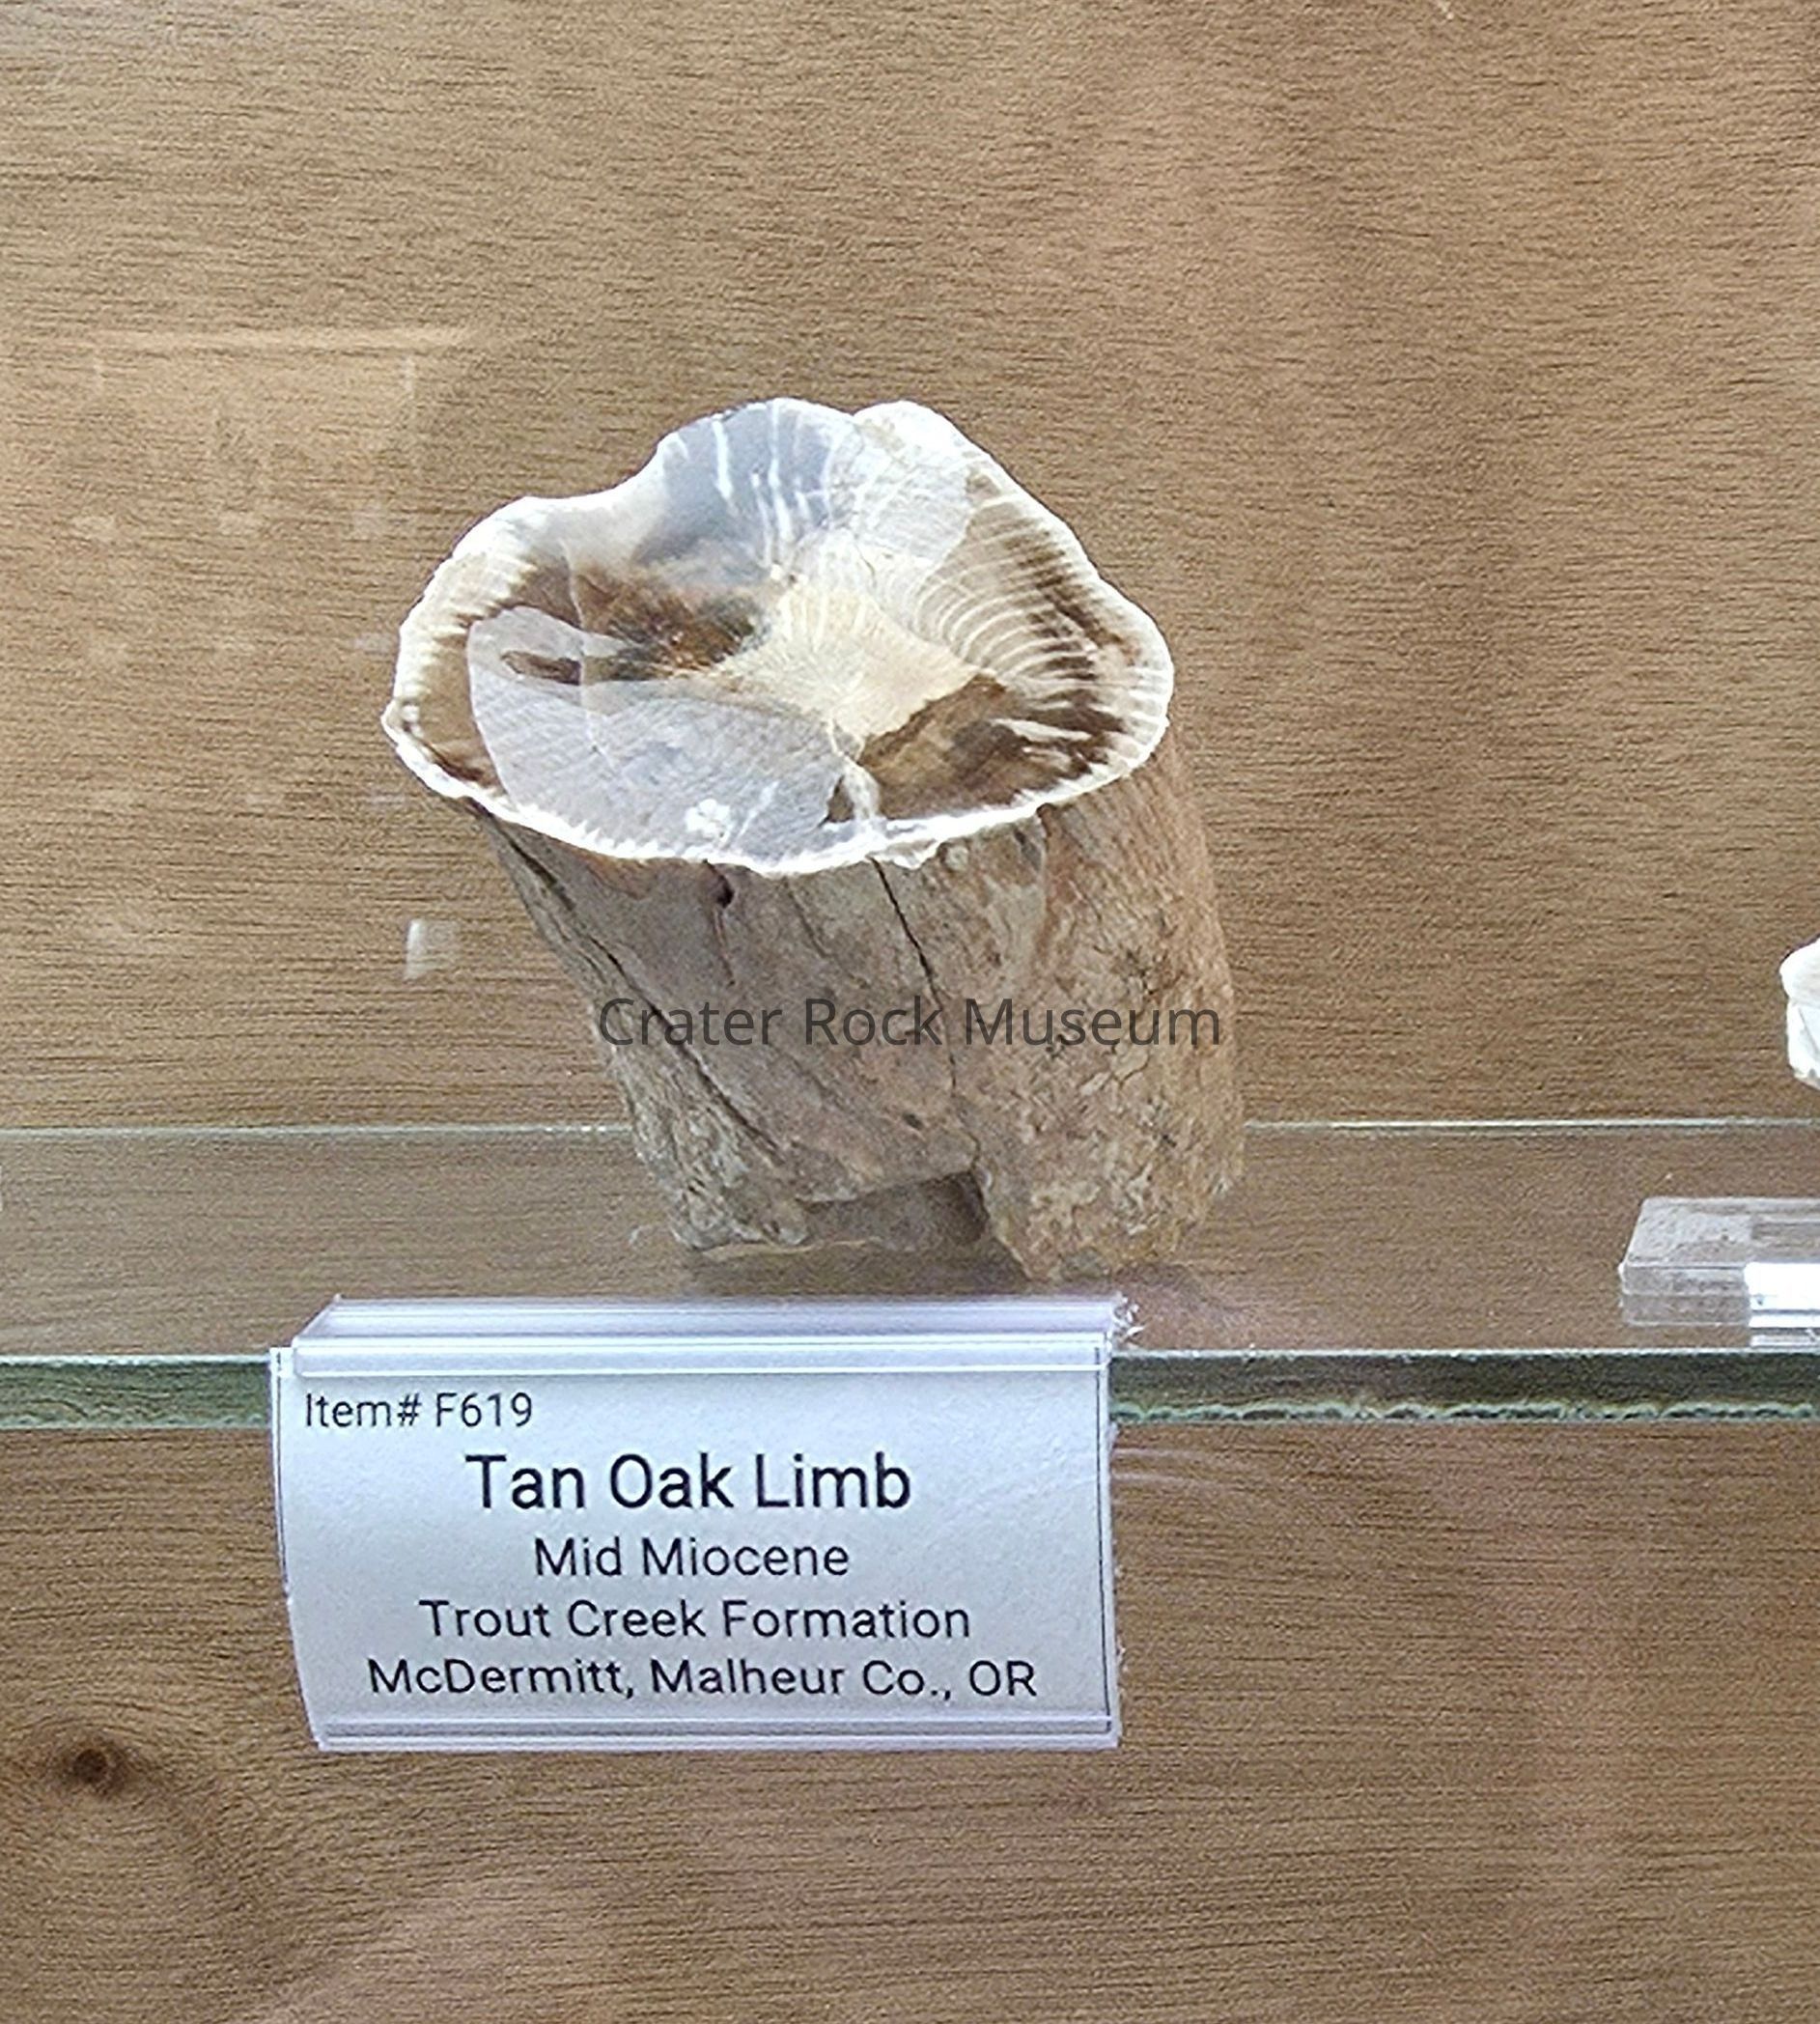 Crater Rock Museum
Item# F619
Tan Oak Limb
Mid Miocene
Trout Creek Formation
McDermitt, Malheur Co., OR